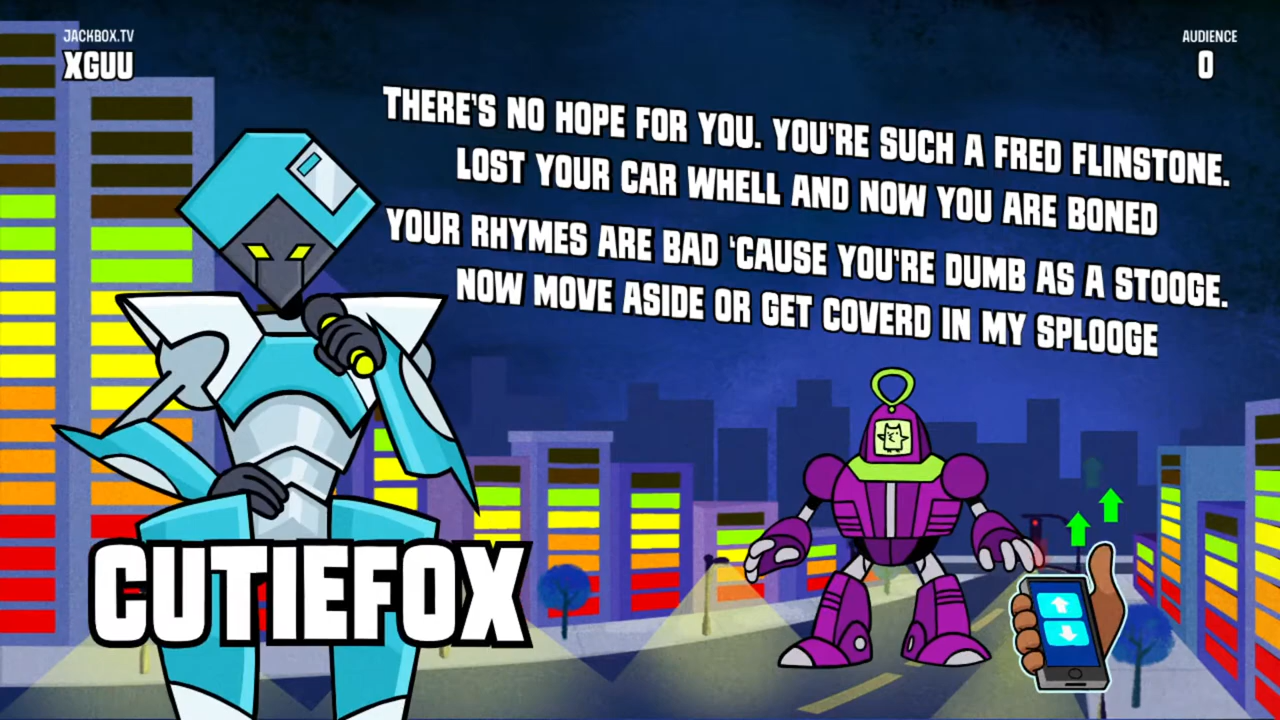 JACKBOX.TV
XGUU
AUDIENCE
0
THERE'S NO HOPE FOR YOU. YOU'RE SUCH A FRED FLINSTONE.
LOST YOUR CAR WHELL AND NOW YOU ARE BONED
YOUR RHYMES ARE BAD ‘CAUSE YOU'RE DUMB AS A STOOGE.
NOW MOVE ASIDE OR GET COVERD IN MY SPLOOGE
CUTIEFOX